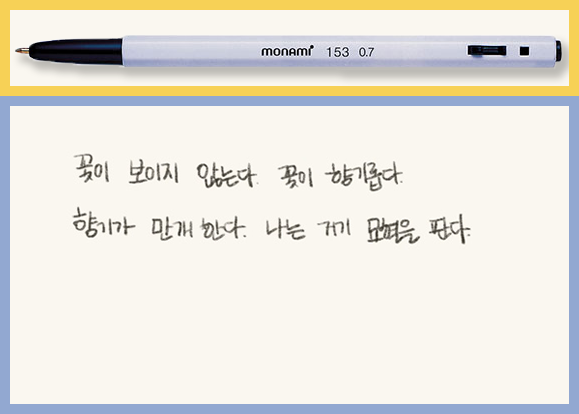 monami 153 0.7
꽃이 보이지 않는다. 꽃이 향기롭다.
향기가 만개한다. 나는 거기 묘혈을 판다.